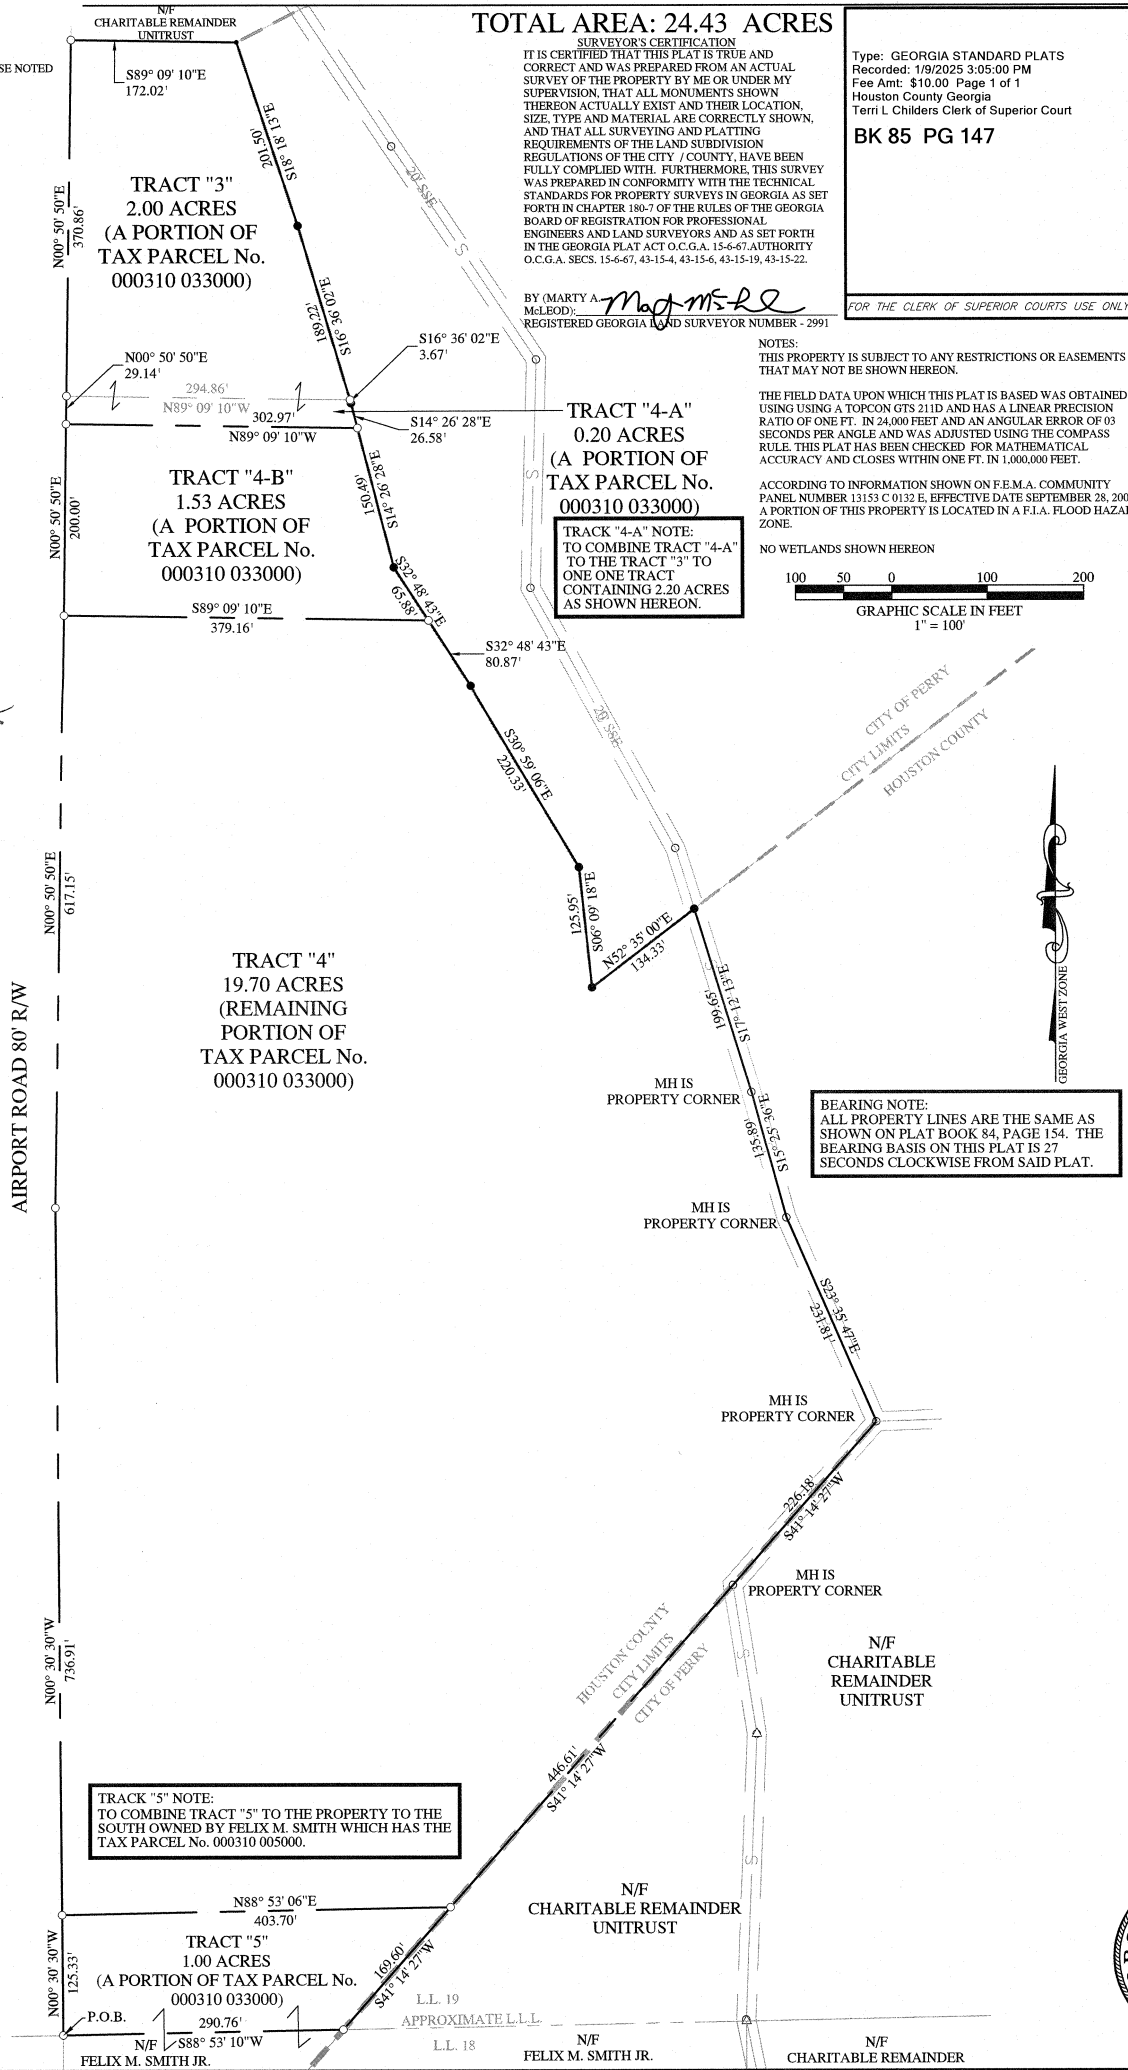 N/F
CHARITABLE REMAINDER
UNITRUST
SE NOTED
S89° 09' 10"E
172.02'
TOTAL AREA: 24.43 ACRES
SURVEYOR'S CERTIFICATION
IT IS CERTIFIED THAT THIS PLAT IS TRUE AND
CORRECT AND WAS PREPARED FROM AN ACTUAL
SURVEY OF THE PROPERTY BY ME OR UNDER MY
SUPERVISION, THAT ALL MONUMENTS SHOWN
THEREON ACTUALLY EXIST AND THEIR LOCATION,
SIZE, TYPE AND MATERIAL ARE CORRECTLY SHOWN,
AND THAT ALL SURVEYING AND PLATTING
REQUIREMENTS OF THE LAND SUBDIVISION
REGULATIONS OF THE CITY / COUNTY, HAVE BEEN
FULLY COMPLIED WITH. FURTHERMORE, THIS SURVEY
WAS PREPARED IN CONFORMITY WITH THE TECHNICAL
STANDARDS FOR PROPERTY SURVEYS IN GEORGIA AS SET
FORTH IN CHAPTER 180-7 OF THE RULES OF THE GEORGIA
BOARD OF REGISTRATION FOR PROFESSIONAL
ENGINEERS AND LAND SURVEYORS AND AS SET FORTH
IN THE GEORGIA PLAT ACT O.C.G.A. 15-6-67.AUTHORITY
O.C.G.A. SECS. 15-6-67, 43-15-4, 43-15-6, 43-15-19, 43-15-22.
BY (MARTY A.
McLEOD):
REGISTERED GEORGIA LAND SURVEYOR NUMBER - 2991
Type: GEORGIA STANDARD PLATS
Recorded: 1/9/2025 3:05:00 PM
Fee Amt: $10.00 Page 1 of 1
Houston County Georgia
Terri L Childers Clerk of Superior Court
BK 85 PG 147
FOR THE CLERK OF SUPERIOR COURTS USE ONLY
NOTES:
THIS PROPERTY IS SUBJECT TO ANY RESTRICTIONS OR EASEMENTS
THAT MAY NOT BE SHOWN HEREON.
THE FIELD DATA UPON WHICH THIS PLAT IS BASED WAS OBTAINED
USING USING A TOPCON GTS 211D AND HAS A LINEAR PRECISION
RATIO OF ONE FT. IN 24,000 FEET AND AN ANGULAR ERROR OF 03
SECONDS PER ANGLE AND WAS ADJUSTED USING THE COMPASS
RULE. THIS PLAT HAS BEEN CHECKED FOR MATHEMATICAL
ACCURACY AND CLOSES WITHIN ONE FT. IN 1,000,000 FEET.
ACCORDING TO INFORMATION SHOWN ON F.E.M.A. COMMUNITY
PANEL NUMBER 13153 C 0132 E, EFFECTIVE DATE SEPTEMBER 28, 200
A PORTION OF THIS PROPERTY IS LOCATED IN A F.I.A. FLOOD HAZA
ZONE.
NO WETLANDS SHOWN HEREON
100 50 0 100 200
GRAPHIC SCALE IN FEET
1" = 100'
S18° 18' 13"E
201.50'
20' SSE
S
TRACT "3"
2.00 ACRES
(A PORTION OF
TAX PARCEL No.
000310 033000)
N00° 50' 50"E
370.86'
S16° 36' 02"E
189.22'
S16° 36' 02"E
3.67'
N00° 50' 50"E
29.14'
294.86'
N89° 09' 10"W
302.97'
N89° 09' 10"W
S14° 26' 28"E
26.58'
TRACT "4-A"
0.20 ACRES
(A PORTION OF
TAX PARCEL No.
000310 033000)
S
TRACK "4-A" NOTE:
TO COMBINE TRACT "4-A"
TO THE TRACT "3" TO
ONE ONE TRACT
CONTAINING 2.20 ACRES
AS SHOWN HEREON.
TRACT "4-B"
1.53 ACRES
(A PORTION OF
TAX PARCEL No.
000310 033000)
N00° 50' 50"E
200.00'
S14° 26' 28"E
150.49'
S32° 48' 43"E
65.88'
S89° 09' 10"E
379.16'
S32° 48' 43"E
80.87'
S30° 59' 06"E
220.33'
20' SSE
CITY OF PERRY
CITY LIMITS
HOUSTON COUNTY
S06° 09' 18"E
125.95'
N52° 35' 00"E
134.33'
N00° 50' 50"E
617.15'
TRACT "4"
19.70 ACRES
(REMAINING
PORTION OF
TAX PARCEL No.
000310 033000)
AIRPORT ROAD 80' R/W
S
S17° 12' 13"E
199.65'
GEORGIA WEST ZONE
MH IS
PROPERTY CORNER
S15° 25' 36"E
135.89'
BEARING NOTE:
ALL PROPERTY LINES ARE THE SAME AS
SHOWN ON PLAT BOOK 84, PAGE 154. THE
BEARING BASIS ON THIS PLAT IS 27
SECONDS CLOCKWISE FROM SAID PLAT.
MH IS
PROPERTY CORNER
S23° 35' 47"E
231.81'
MH IS
PROPERTY CORNER
226.18'
S41° 14' 27"W
MH IS
PROPERTY CORNER
HOUSTON COUNTY
CITY LIMITS
CITY OF PERRY
S
N/F
CHARITABLE
REMAINDER
UNITRUST
N00° 30' 30"W
736.91'
446.61'
S41° 14' 27"W
TRACK "5" NOTE:
TO COMBINE TRACT "5" TO THE PROPERTY TO THE
SOUTH OWNED BY FELIX M. SMITH WHICH HAS THE
TAX PARCEL No. 000310 005000.
S
N88° 53' 06"E
403.70'
N/F
CHARITABLE REMAINDER
UNITRUST
TRACT "5"
1.00 ACRES
(A PORTION OF TAX PARCEL No.
000310 033000)
N00° 30' 30"W
125.33'
169.60'
S41° 14' 27"W
P.O.B.
290.76'
S88° 53' 10"W
L.L. 19
APPROXIMATE L.L.L.
L.L. 18
N/F
FELIX M. SMITH JR.
N/F
FELIX M. SMITH JR.
N/F
CHARITABLE REMAINDER